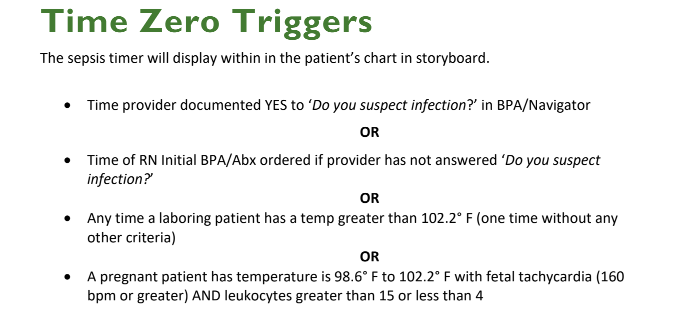 Time Zero Triggers
The sepsis timer will display within in the patient’s chart in storyboard.
• Time provider documented YES to ‘Do you suspect infection?’ in BPA/Navigator
OR
• Time of RN Initial BPA/Abx ordered if provider has not answered ‘Do you suspect
infection?’
OR
• Any time a laboring patient has a temp greater than 102.2° F (one time without any
other criteria)
OR
• A pregnant patient has temperature is 98.6° F to 102.2° F with fetal tachycardia (160
bpm or greater) AND leukocytes greater than 15 or less than 4